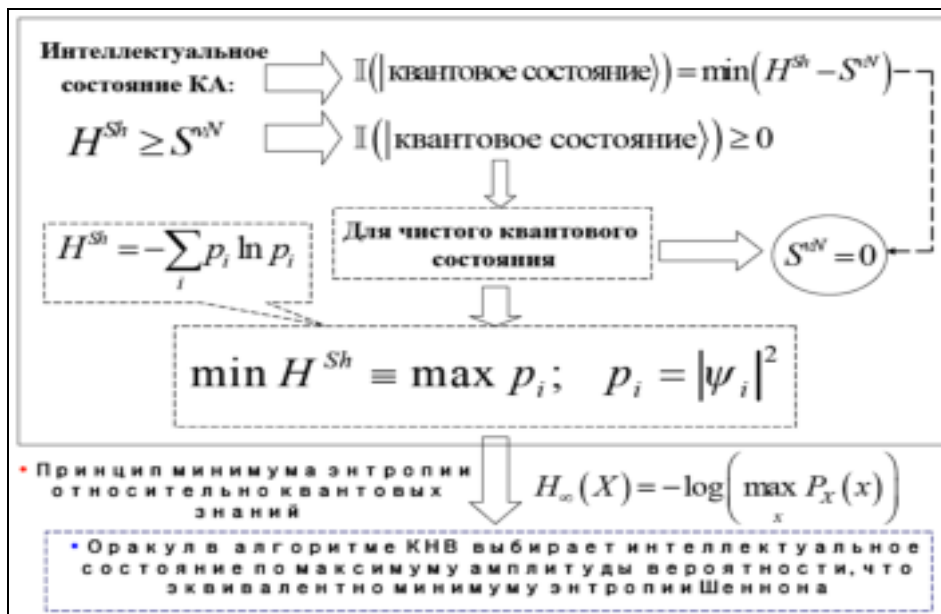 Интеллектуальное
состояние КА:
𝕀(|квантовое состояние⟩) = min(H^Sh − S^vN)
H^Sh ≥ S^vN
𝕀(|квантовое состояние⟩) ≥ 0
H^Sh = −∑_i p_i ln p_i
Для чистого квантового
состояния
S^vN = 0
min H^Sh ≡ max p_i; p_i = |ψ_i|^2
• Принцип минимума энтропии
относительно квантовых
знаний
H_∞(X) = −log(max_x P_X(x))
• Оракул в алгоритме КНВ выбирает интеллектуальное
состояние по максимуму амплитуды вероятности, что
эквивалентно минимуму энтропии Шеннона